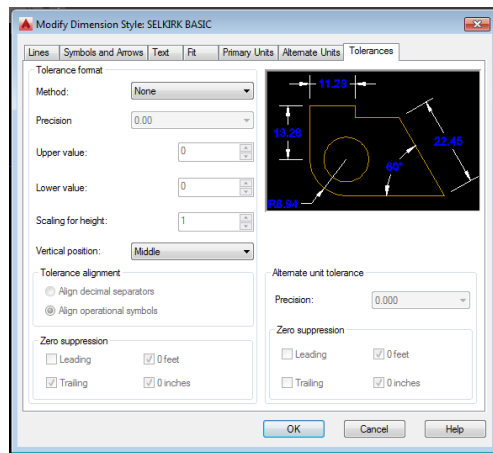 Modify Dimension Style: SELKIRK BASIC
Lines Symbols and Arrows Text Fit Primary Units Alternate Units Tolerances
Tolerance format
Method: None
Precision 0.00
Upper value: 0
Lower value: 0
Scaling for height: 1
Vertical position: Middle
Tolerance alignment
Align decimal separators
Align operational symbols
Zero suppression
Leading 0 feet
Trailing 0 inches
11.29
13.28
22.45
60°
R8.94
Alternate unit tolerance
Precision: 0.000
Zero suppression
Leading 0 feet
Trailing 0 inches
OK Cancel Help